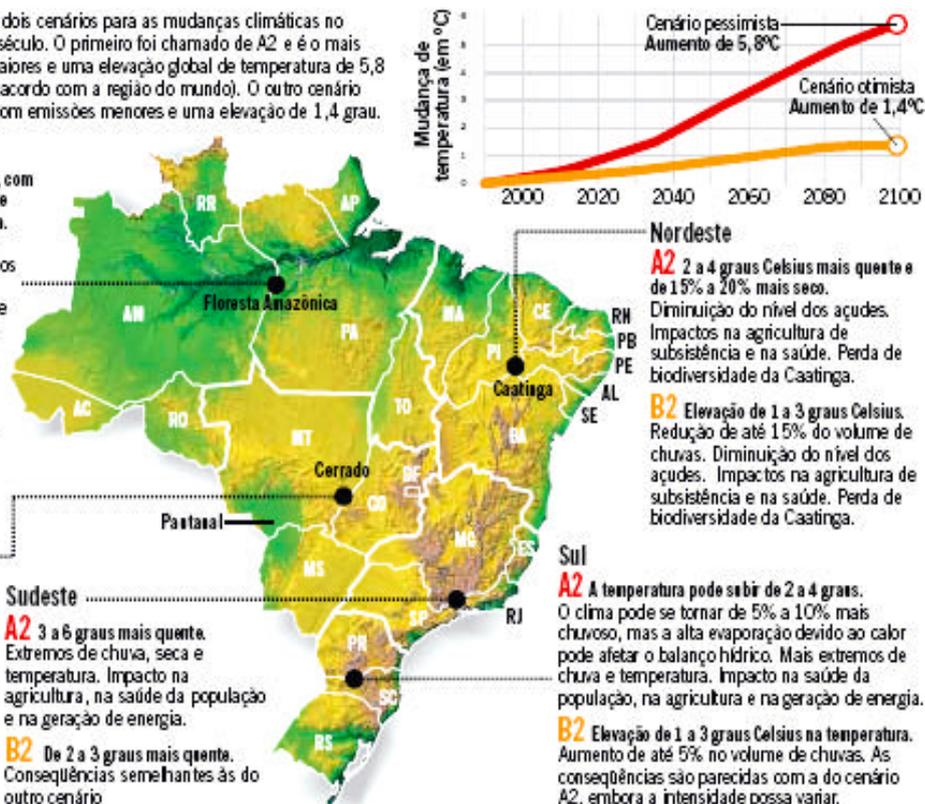 dois cenários para as mudanças climáticas no
século. O primeiro foi chamado de A2 e é o mais
aiores e uma elevação global de temperatura de 5,8
acordo com a região do mundo). O outro cenário
om emissões menores e uma elevação de 1,4 grau.
Mudança de
temperatura (em ºC)
Cenário pessimista
Aumento de 5,8ºC
Cenário otimista
Aumento de 1,4ºC
2000 2020 2040 2060 2080 2100
com
e
os
e
RR
AP
AM
Floresta Amazônica
PA
MA
CE
RN
PB
PE
AL
SE
PI
Caatinga
AC
RO
TO
BA
MT
Cerrado
DF
GO
Pantanal
MG
ES
MS
SP
RJ
PR
SC
RS
Nordeste
A2 2 a 4 graus Celsius mais quente e
de 15% a 20% mais seco.
Diminuição do nível dos açudes.
Impactos na agricultura de
subsistência e na saúde. Perda de
biodiversidade da Caatinga.
B2 Elevação de 1 a 3 graus Celsius.
Redução de até 15% do volume de
chuvas. Diminuição do nível dos
açudes. Impactos na agricultura de
subsistência e na saúde. Perda de
biodiversidade da Caatinga.
Sudeste
A2 3 a 6 graus mais quente.
Extremos de chuva, seca e
temperatura. Impacto na
agricultura, na saúde da população
e na geração de energia.
B2 De 2 a 3 graus mais quente.
Conseqüências semelhantes às do
outro cenário
Sul
A2 A temperatura pode subir de 2 a 4 graus.
O clima pode se tornar de 5% a 10% mais
chuvoso, mas a alta evaporação devido ao calor
pode afetar o balanço hídrico. Mais extremos de
chuva e temperatura. Impacto na saúde da
população, na agricultura e na geração de energia.
B2 Elevação de 1 a 3 graus Celsius na temperatura.
Aumento de até 5% no volume de chuvas. As
conseqüências são parecidas com a do cenário
A2, embora a intensidade possa variar.